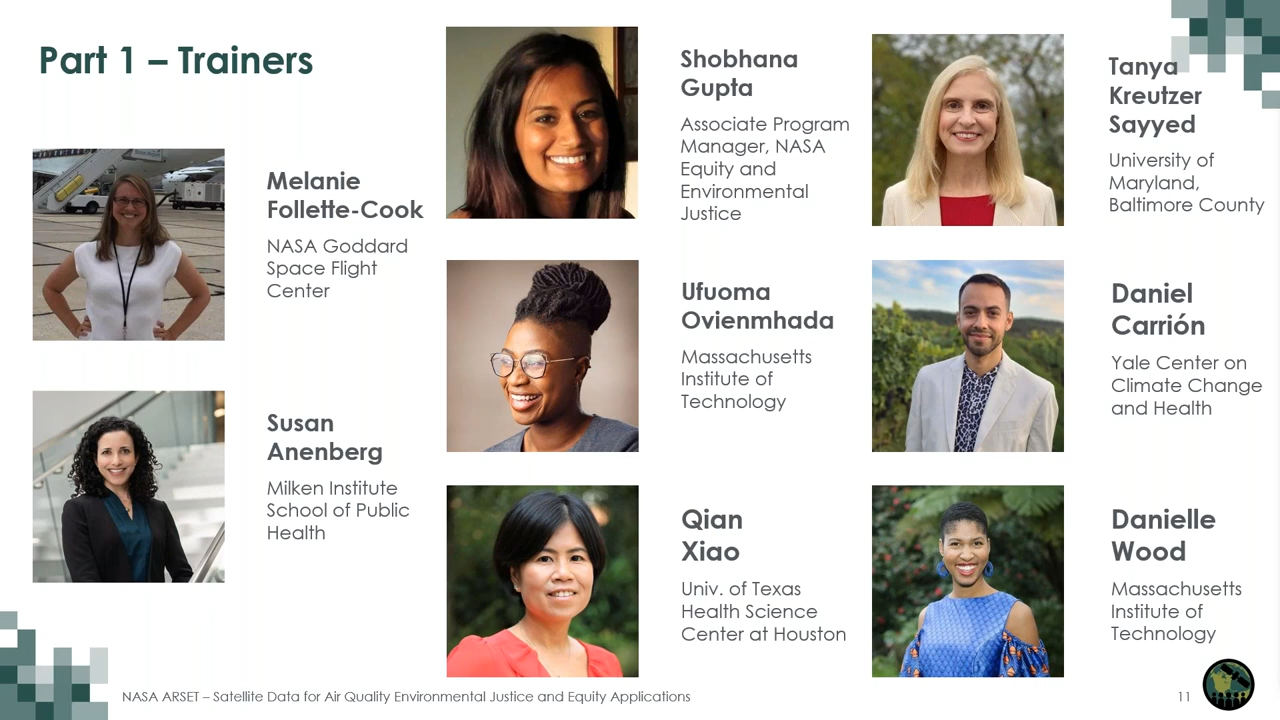 Part 1 – Trainers
Melanie
Follette-Cook
NASA Goddard
Space Flight
Center
Susan
Anenberg
Milken Institute
School of Public
Health
Shobhana
Gupta
Associate Program
Manager, NASA
Equity and
Environmental
Justice
Ufuoma
Ovienmhada
Massachusetts
Institute of
Technology
Qian
Xiao
Univ. of Texas
Health Science
Center at Houston
Tanya
Kreutzer
Sayyed
University of
Maryland,
Baltimore County
Daniel
Carrión
Yale Center on
Climate Change
and Health
Danielle
Wood
Massachusetts
Institute of
Technology
NASA ARSET – Satellite Data for Air Quality Environmental Justice and Equity Applications
11